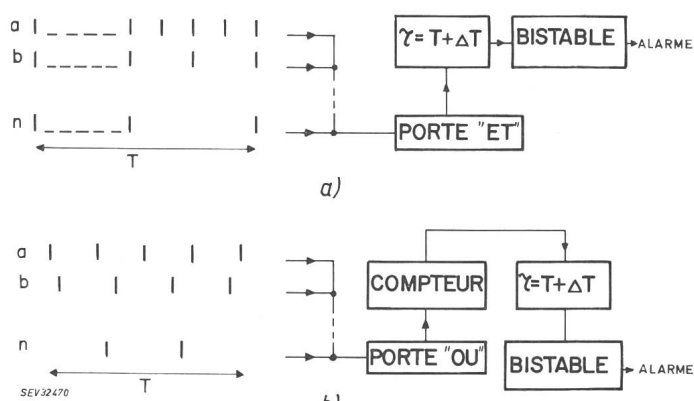 a
b
n
T
τ=T+ΔT
BISTABLE
ALARME
PORTE "ET"
a)
a
b
n
T
COMPTEUR
τ=T+ΔT
PORTE "OU"
BISTABLE
ALARME
SEV32470
b)